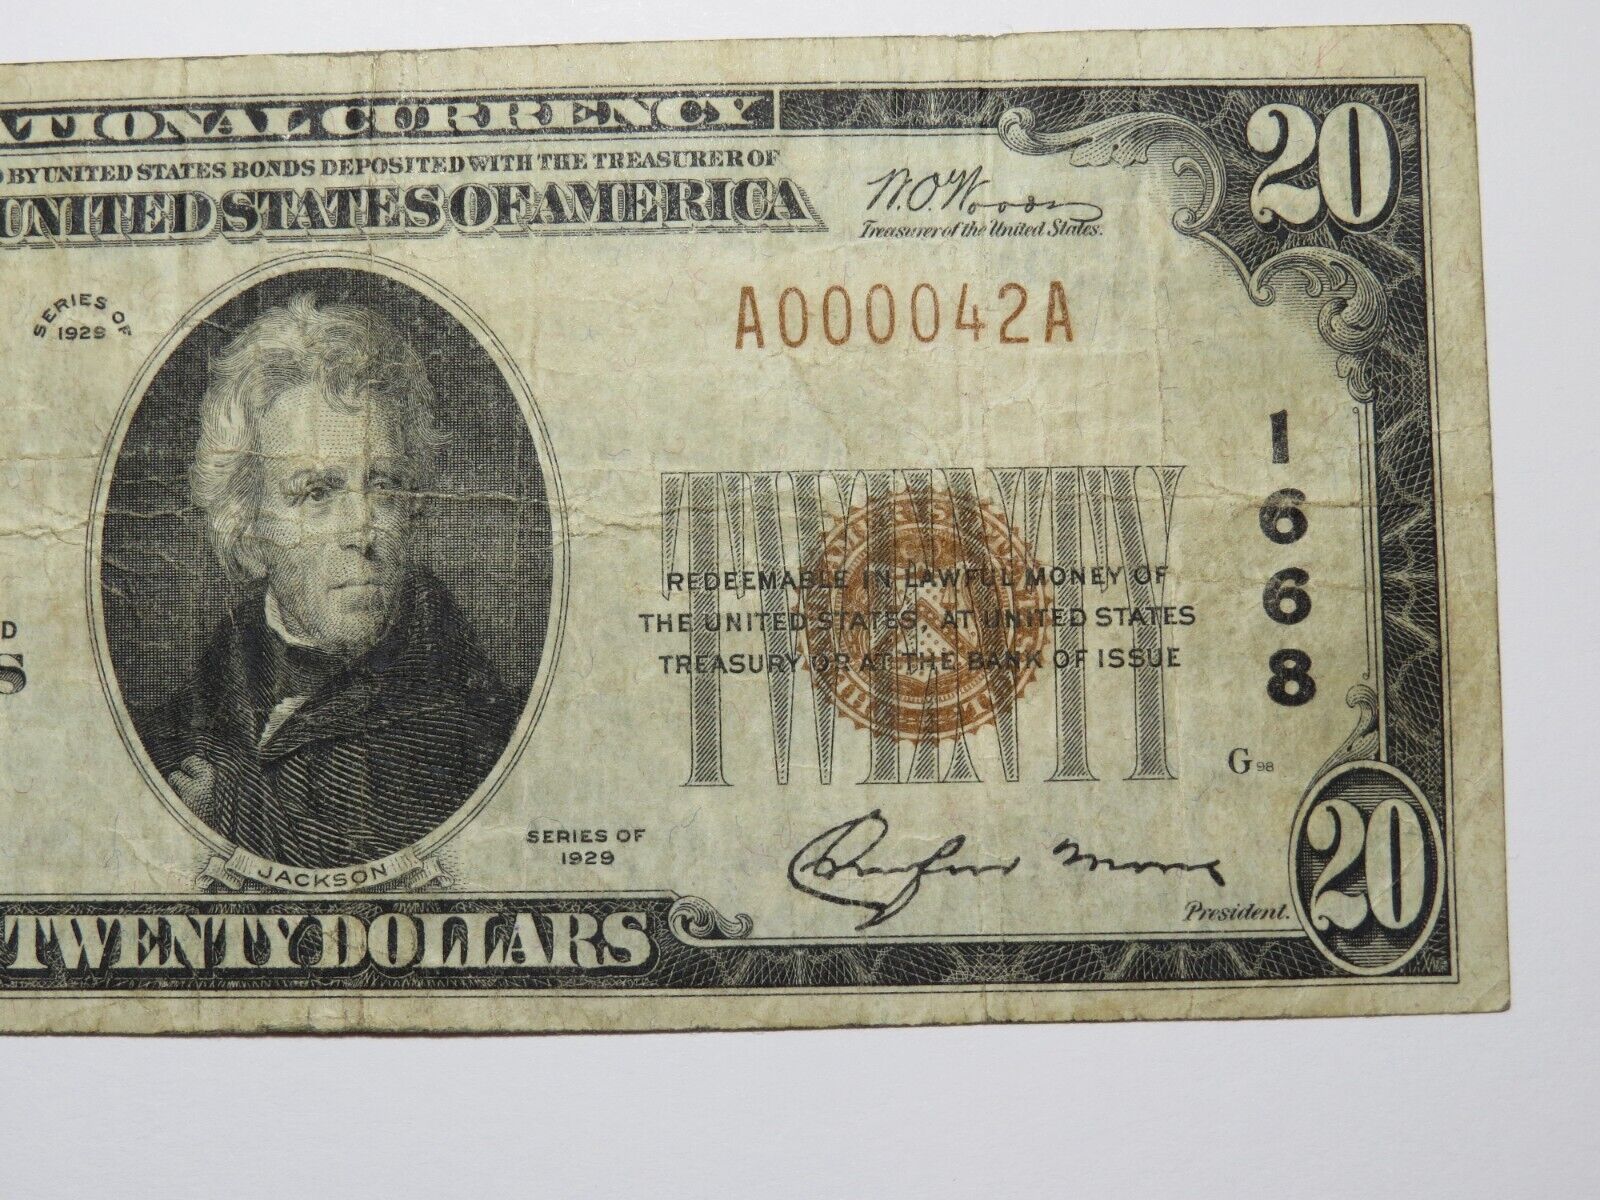 ATIONAL CURRENCY
BY UNITED STATES BONDS DEPOSITED WITH THE TREASURER OF
UNITED STATES OF AMERICA
20
W.O. Woods
Treasurer of the United States.
SERIES OF
1929
A000042A
1668
TWENTY
REDEEMABLE IN LAWFUL MONEY OF
THE UNITED STATES, AT UNITED STATES
TREASURY OR AT THE BANK OF ISSUE
D
S
G98
SERIES OF
1929
JACKSON
President.
20
TWENTY DOLLARS